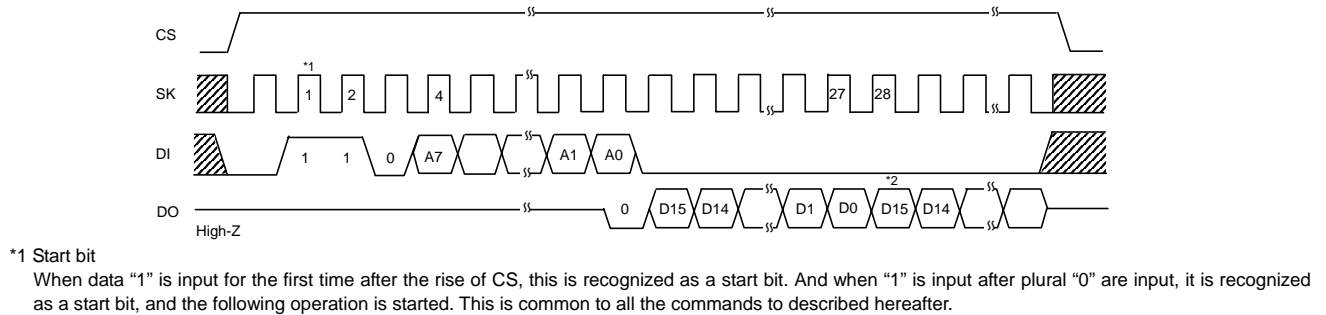 CS
*1
SK 1 2 4 27 28
DI 1 1 0 A7 A1 A0
*2
DO 0 D15 D14 D1 D0 D15 D14
High-Z
*1 Start bit
When data “1” is input for the first time after the rise of CS, this is recognized as a start bit. And when “1” is input after plural “0” are input, it is recognized
as a start bit, and the following operation is started. This is common to all the commands to described hereafter.